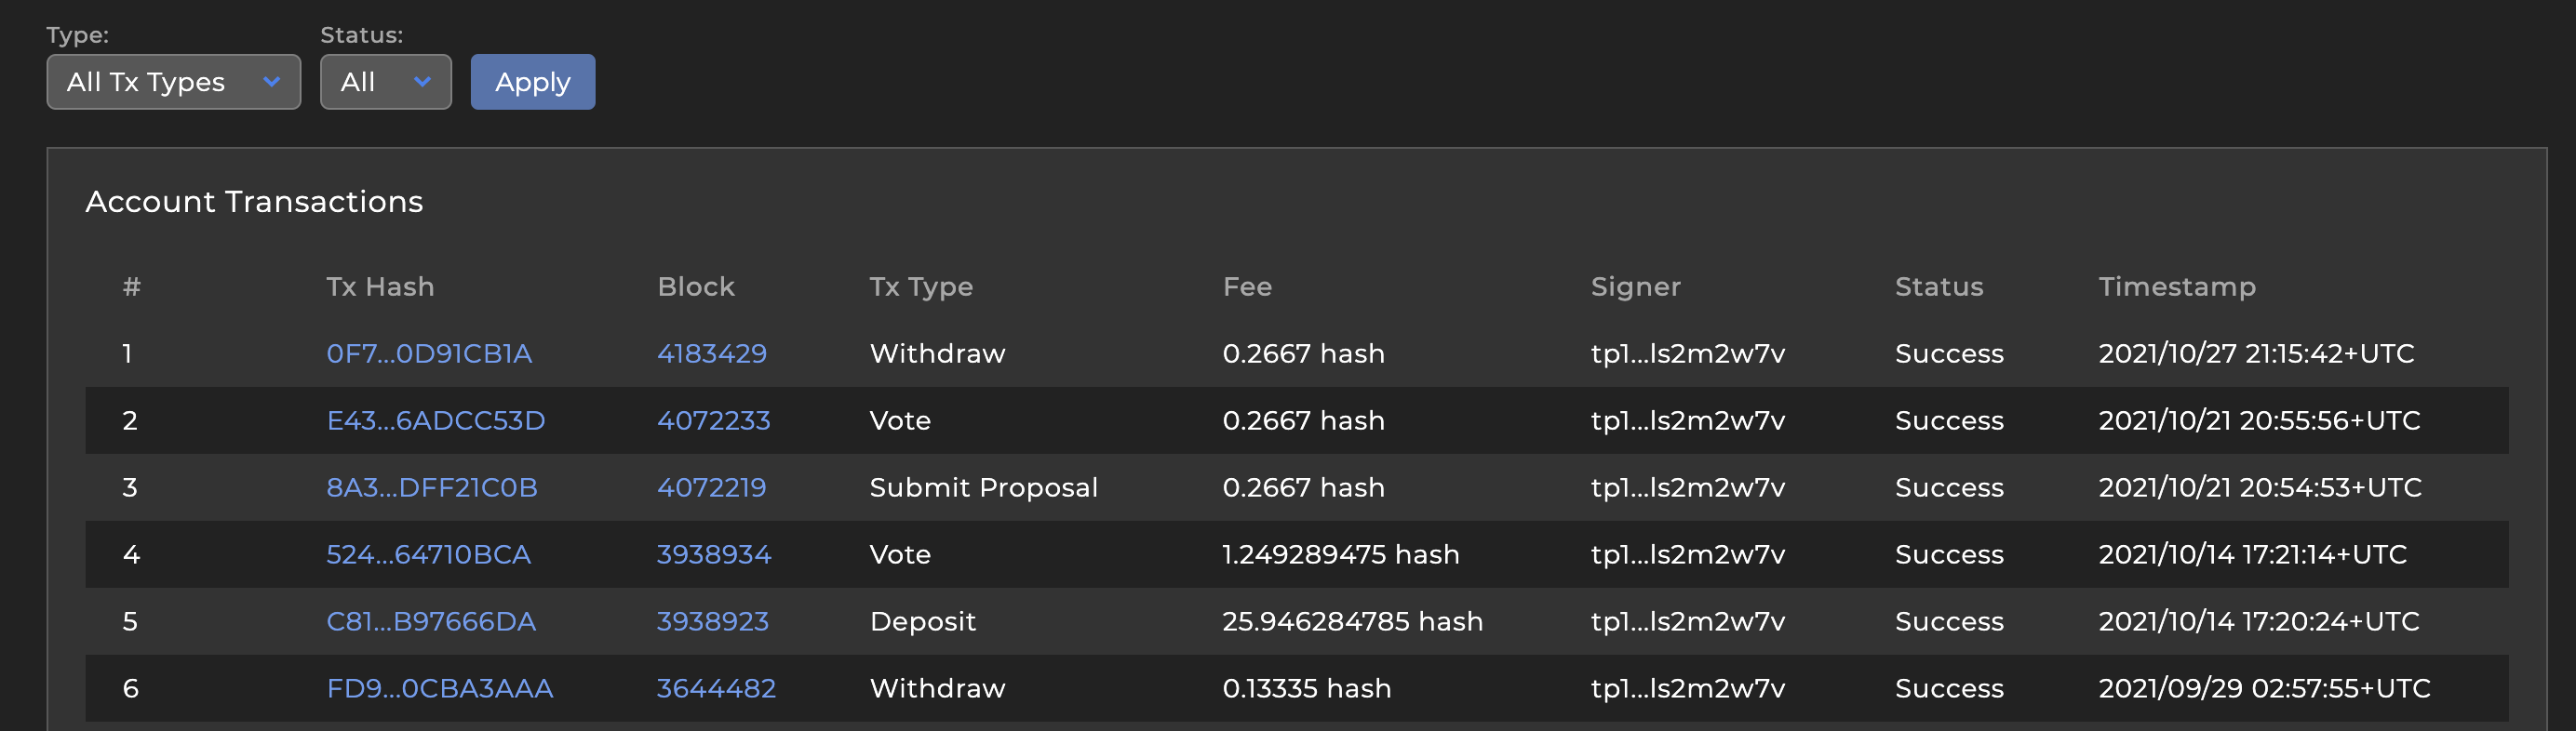 Type: Status:
All Tx Types All Apply
Account Transactions
# Tx Hash Block Tx Type Fee Signer Status Timestamp
1 0F7...0D91CB1A 4183429 Withdraw 0.2667 hash tp1...ls2m2w7v Success 2021/10/27 21:15:42+UTC
2 E43...6ADCC53D 4072233 Vote 0.2667 hash tp1...ls2m2w7v Success 2021/10/21 20:55:56+UTC
3 8A3...DFF21C0B 4072219 Submit Proposal 0.2667 hash tp1...ls2m2w7v Success 2021/10/21 20:54:53+UTC
4 524...64710BCA 3938934 Vote 1.249289475 hash tp1...ls2m2w7v Success 2021/10/14 17:21:14+UTC
5 C81...B97666DA 3938923 Deposit 25.946284785 hash tp1...ls2m2w7v Success 2021/10/14 17:20:24+UTC
6 FD9...0CBA3AAA 3644482 Withdraw 0.13335 hash tp1...ls2m2w7v Success 2021/09/29 02:57:55+UTC